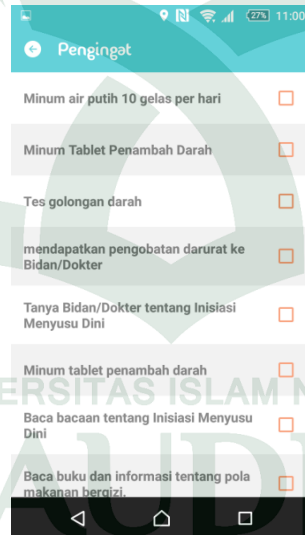 27% 11:00
Pengingat
Minum air putih 10 gelas per hari
Minum Tablet Penambah Darah
Tes golongan darah
mendapatkan pengobatan darurat ke
Bidan/Dokter
Tanya Bidan/Dokter tentang Inisiasi
Menyusu Dini
Minum tablet penambah darah
ERSITAS ISLAM N
Baca bacaan tentang Inisiasi Menyusu
Dini
AUDI
Baca buku dan informasi tentang pola
makanan bergizi.